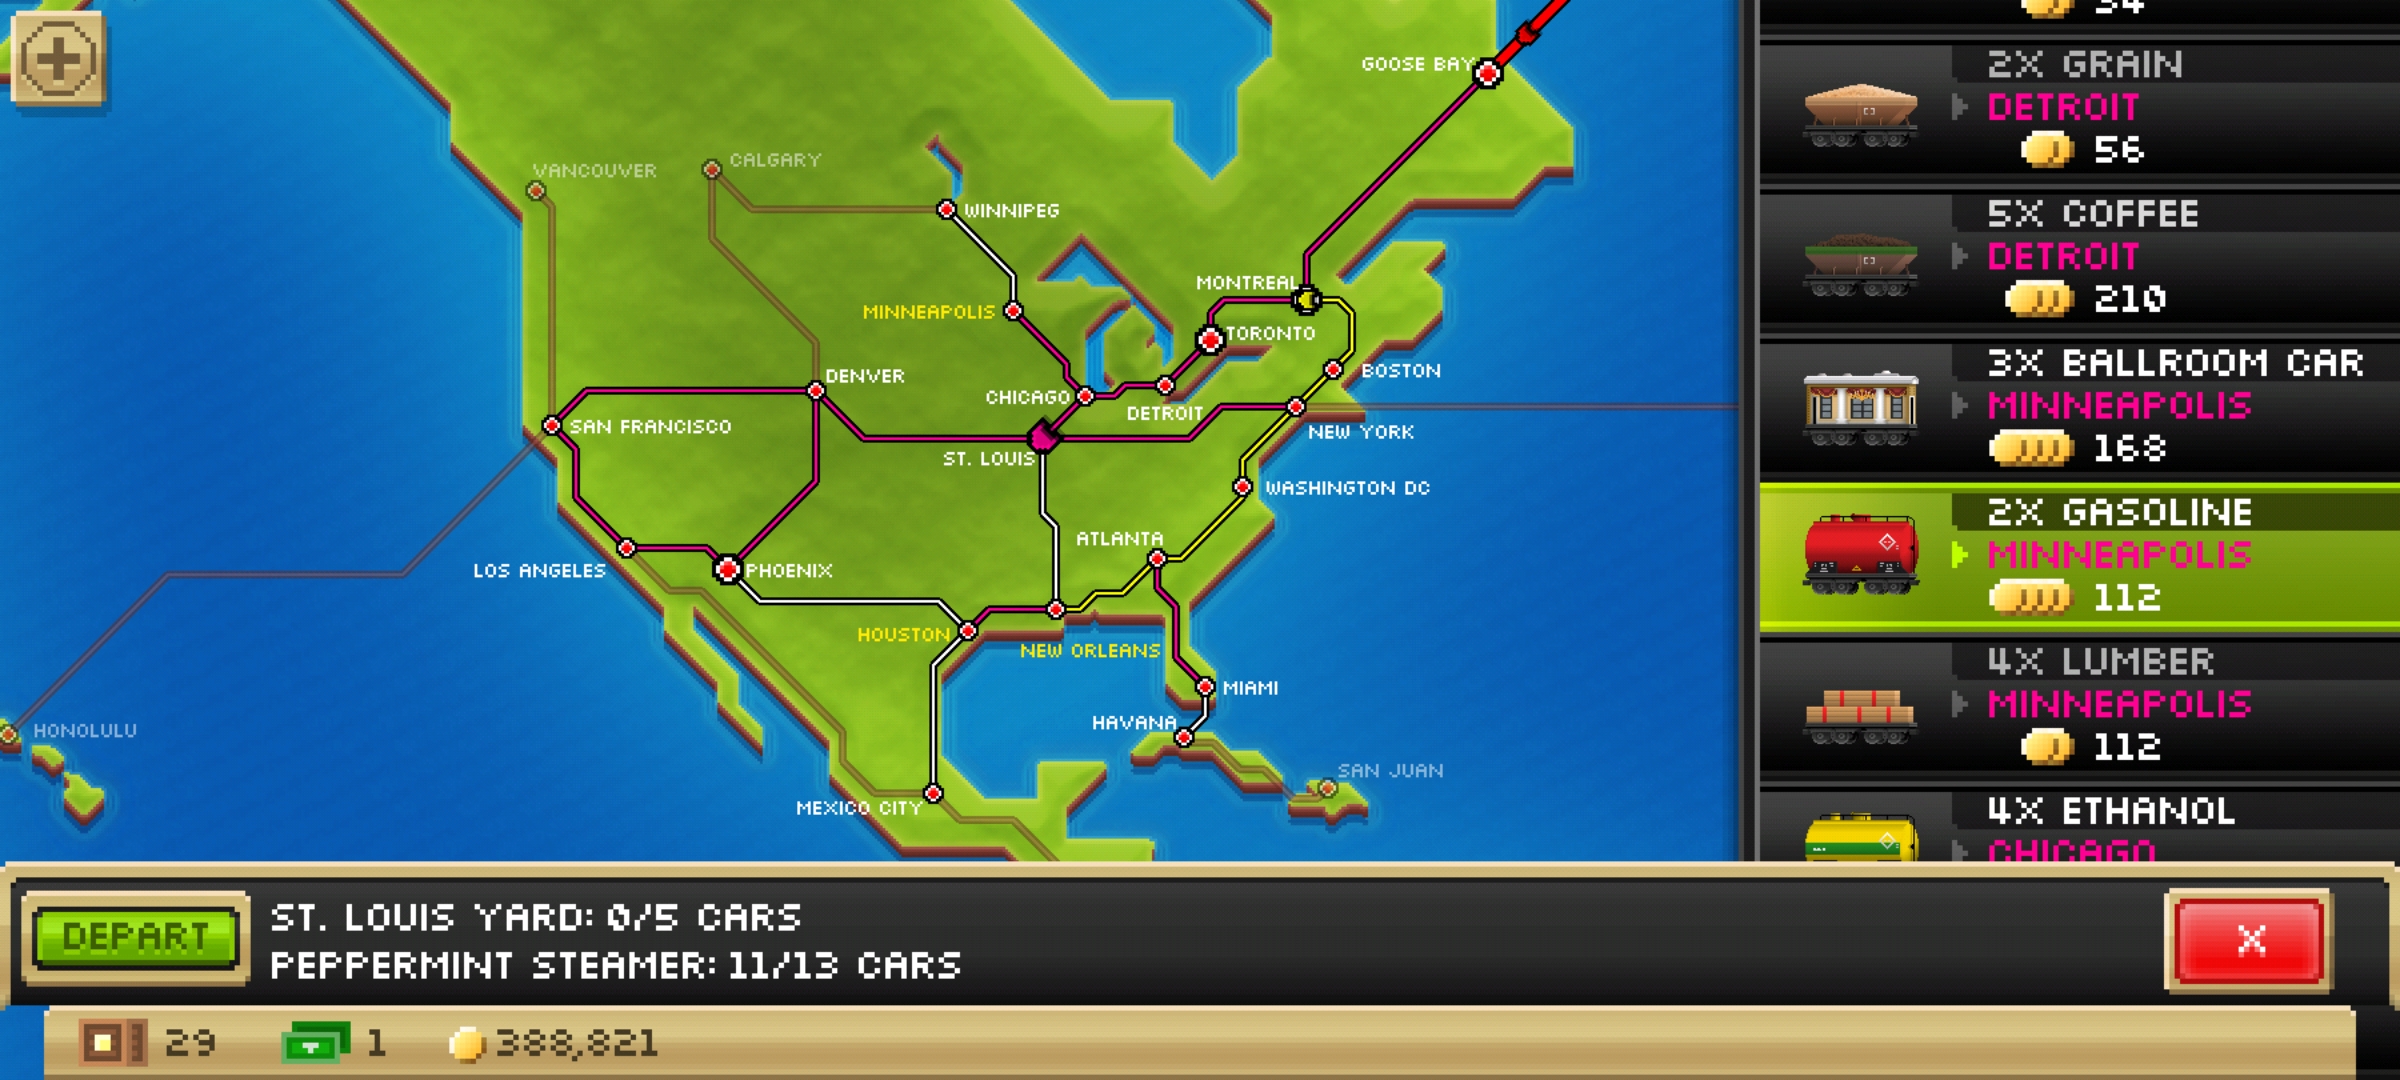 34
GOOSE BAY
2X GRAIN
DETROIT
56
VANCOUVER
CALGARY
WINNIPEG
5X COFFEE
DETROIT
210
MONTREAL
MINNEAPOLIS
TORONTO
3X BALLROOM CAR
MINNEAPOLIS
168
DENVER
BOSTON
CHICAGO
DETROIT
SAN FRANCISCO
NEW YORK
ST. LOUIS
WASHINGTON DC
2X GASOLINE
MINNEAPOLIS
112
ATLANTA
LOS ANGELES
PHOENIX
HOUSTON
NEW ORLEANS
4X LUMBER
MINNEAPOLIS
112
MIAMI
HAVANA
HONOLULU
SAN JUAN
MEXICO CITY
4X ETHANOL
CHICAGO
DEPART
ST. LOUIS YARD: 0/5 CARS
PEPPERMINT STEAMER: 11/13 CARS
X
29
1
388,821